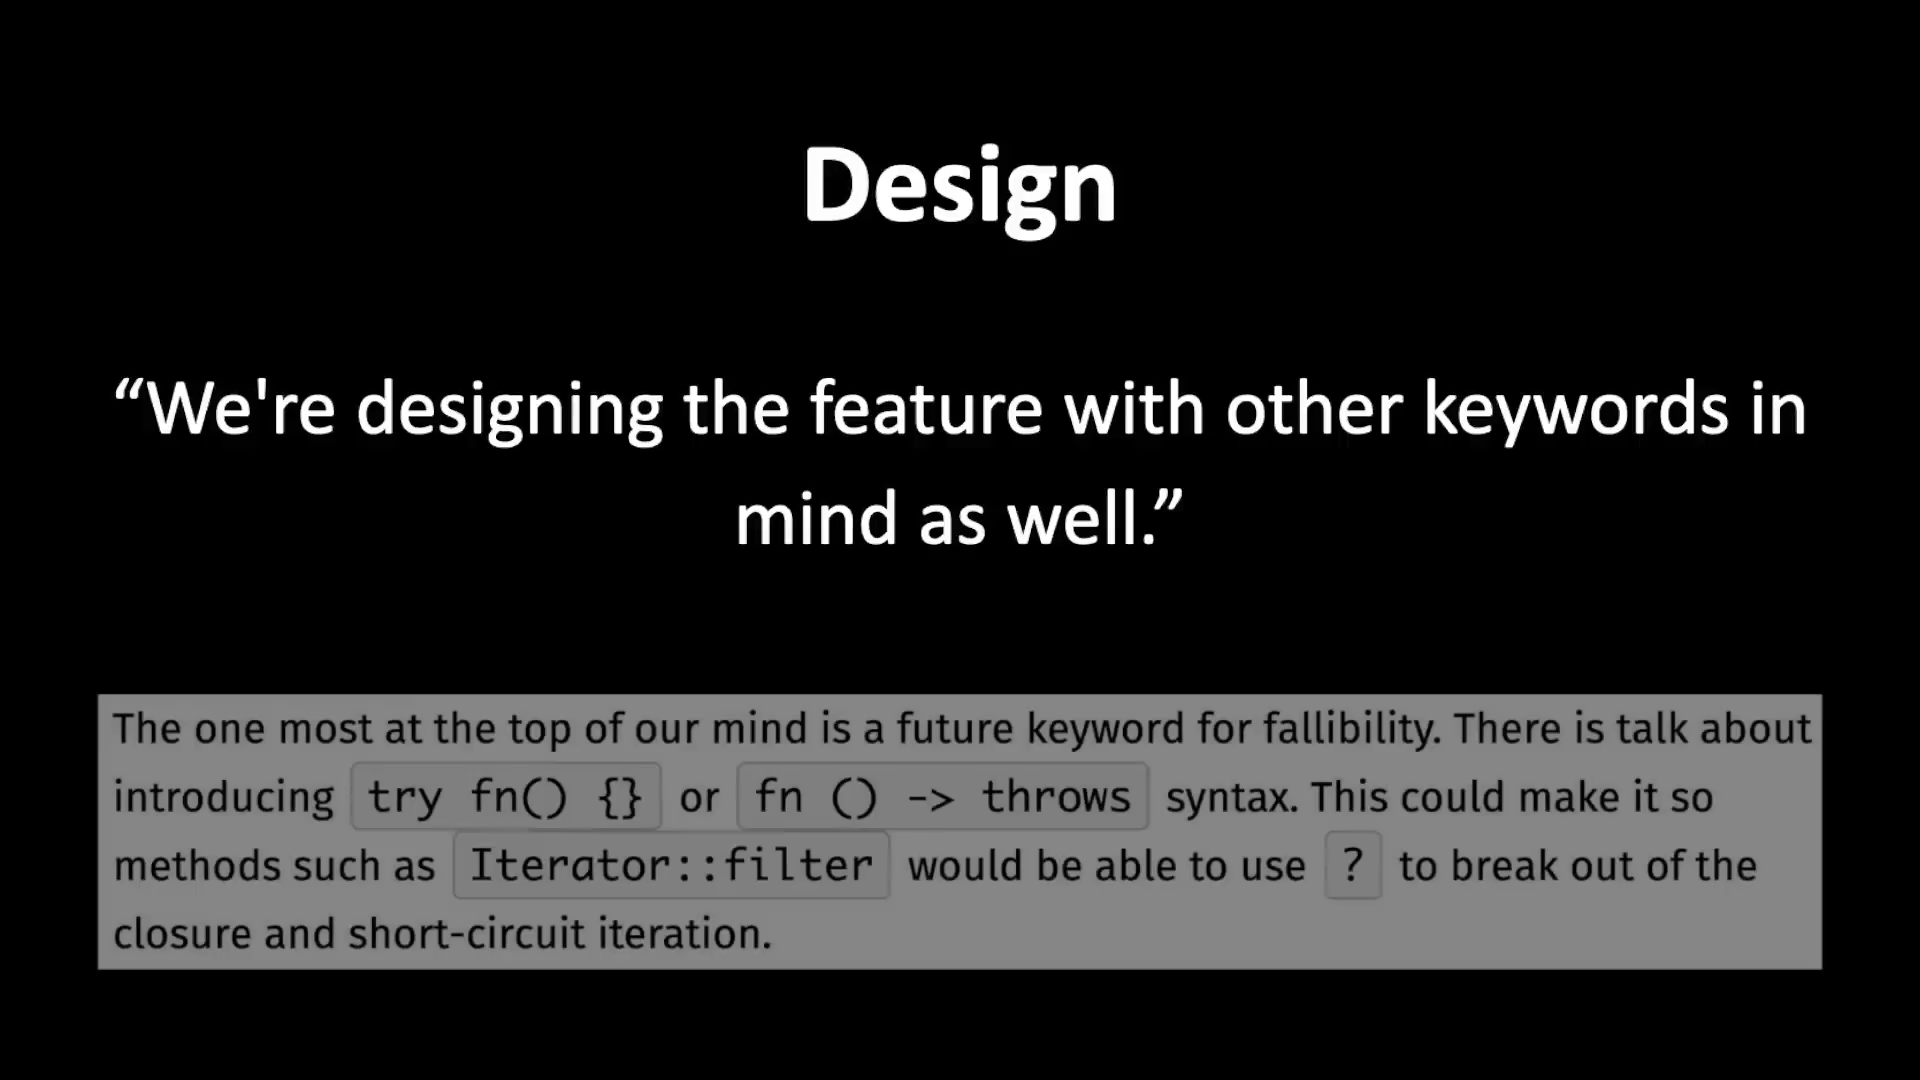 Design
“We're designing the feature with other keywords in
mind as well.”
The one most at the top of our mind is a future keyword for fallibility. There is talk about
introducing try fn() {} or fn () -> throws syntax. This could make it so
methods such as Iterator::filter would be able to use ? to break out of the
closure and short-circuit iteration.